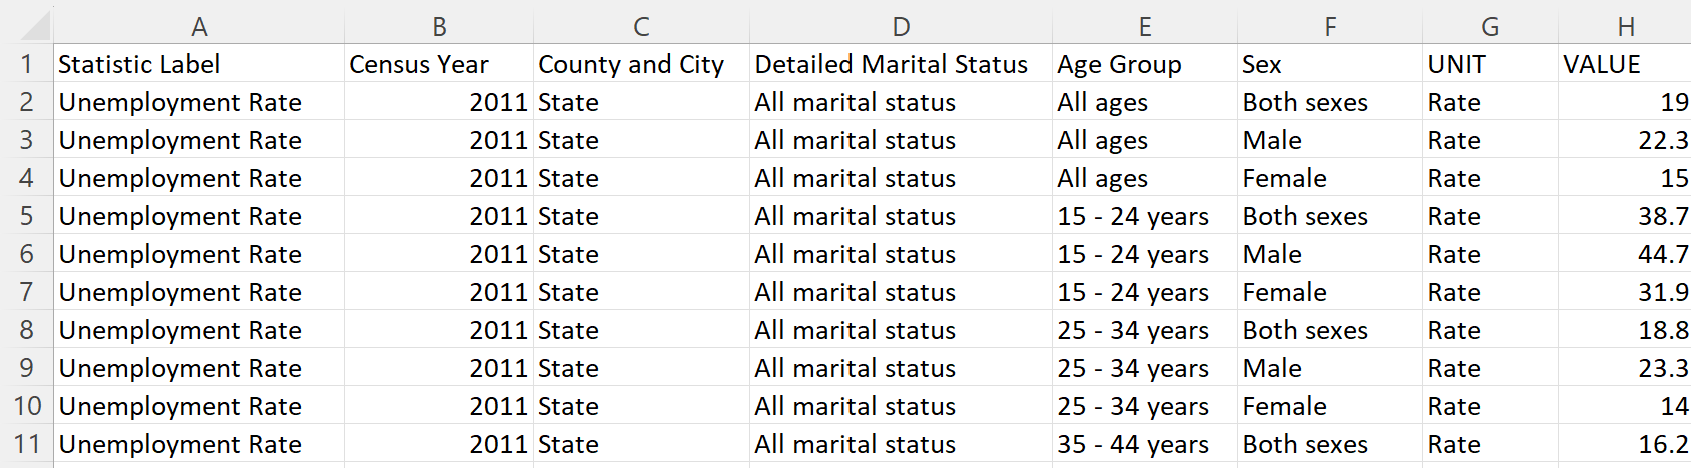 A B C D E F G H
1 Statistic Label Census Year County and City Detailed Marital Status Age Group Sex UNIT VALUE
2 Unemployment Rate 2011 State All marital status All ages Both sexes Rate 19
3 Unemployment Rate 2011 State All marital status All ages Male Rate 22.3
4 Unemployment Rate 2011 State All marital status All ages Female Rate 15
5 Unemployment Rate 2011 State All marital status 15 - 24 years Both sexes Rate 38.7
6 Unemployment Rate 2011 State All marital status 15 - 24 years Male Rate 44.7
7 Unemployment Rate 2011 State All marital status 15 - 24 years Female Rate 31.9
8 Unemployment Rate 2011 State All marital status 25 - 34 years Both sexes Rate 18.8
9 Unemployment Rate 2011 State All marital status 25 - 34 years Male Rate 23.3
10 Unemployment Rate 2011 State All marital status 25 - 34 years Female Rate 14
11 Unemployment Rate 2011 State All marital status 35 - 44 years Both sexes Rate 16.2